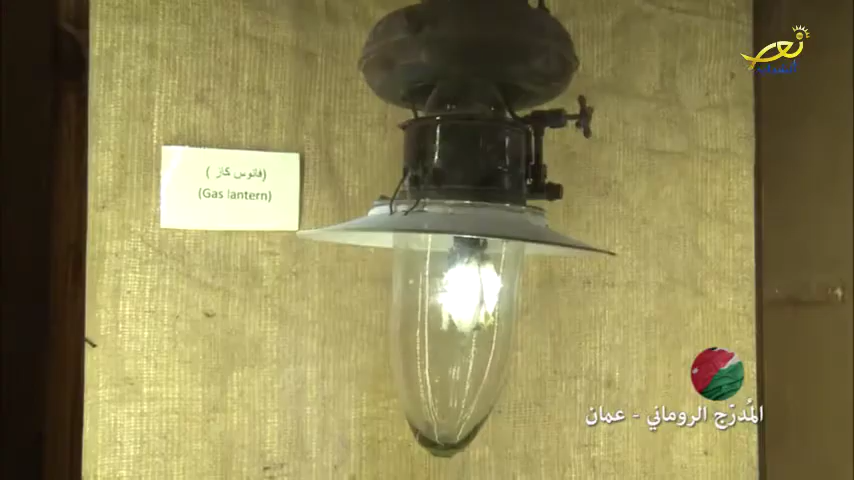 ( فانوس كاز )
(Gas lantern)
المُدرّج الروماني - عمان